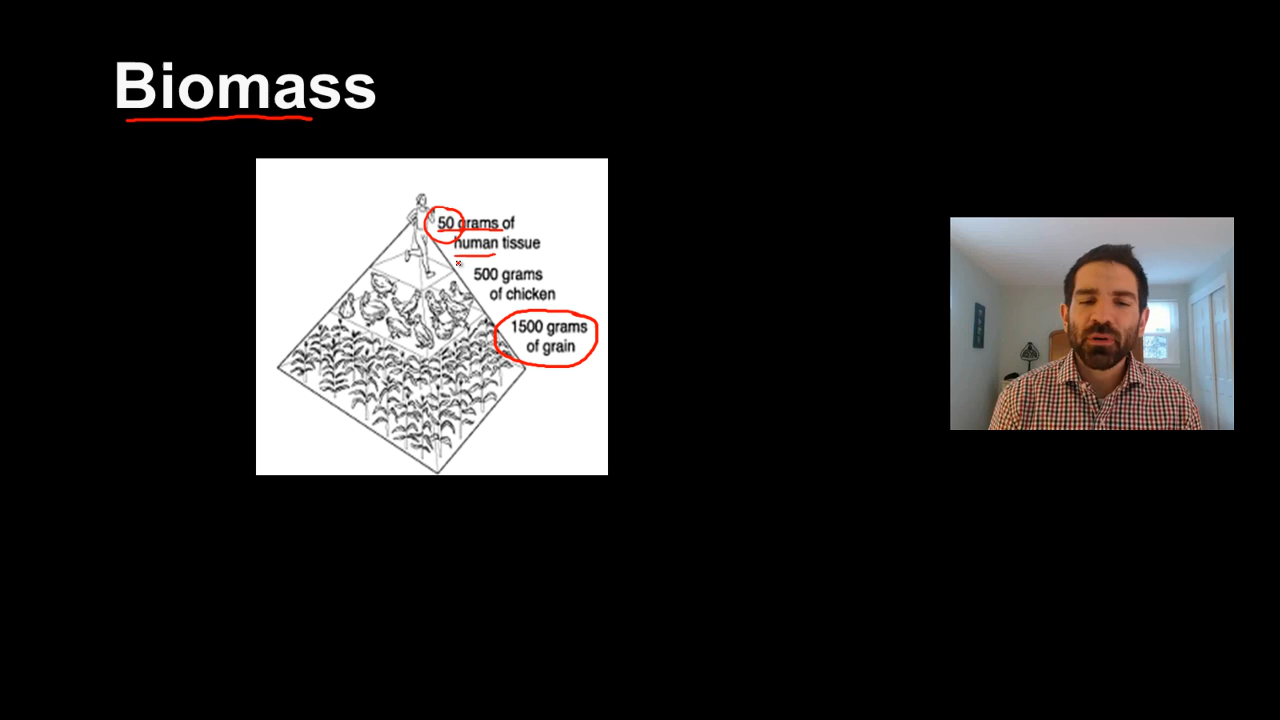 Biomass
50 grams of
human tissue
500 grams
of chicken
1500 grams
of grain